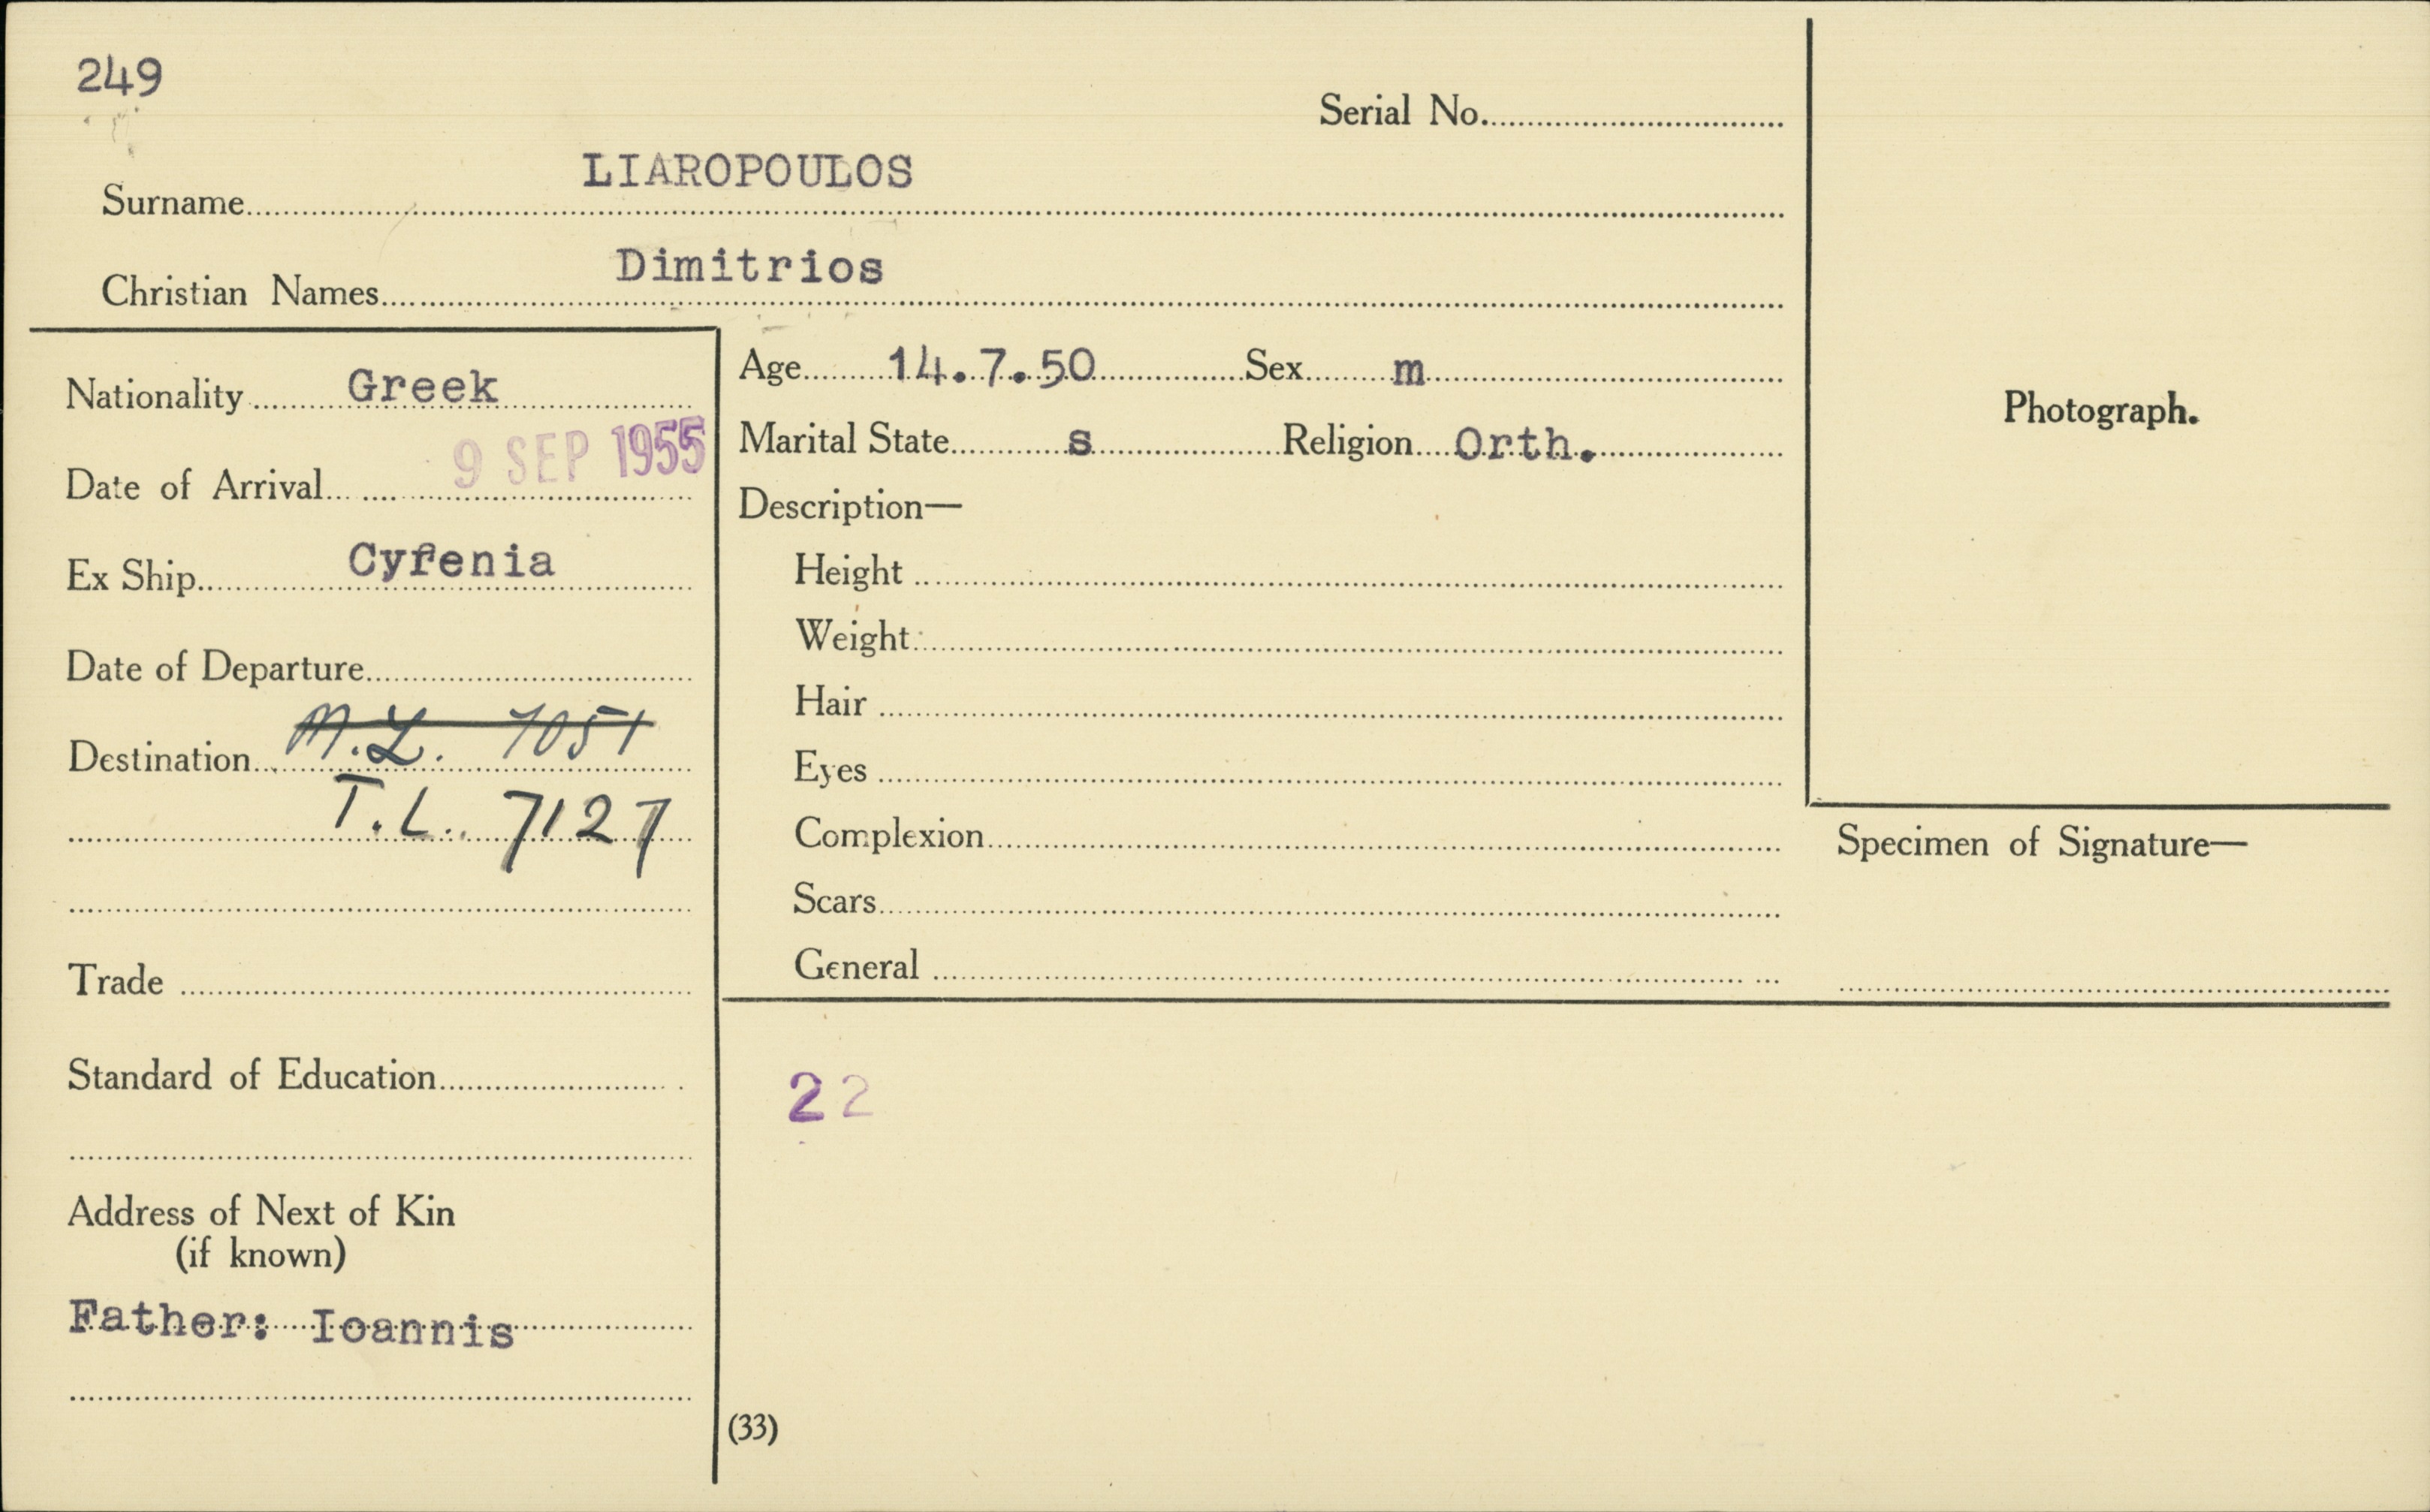 249
Serial No.
LIAROPOULOS
Surname
Dimitrios
Christian Names
Nationality Greek
9 SEP 1955
Date of Arrival
Ex Ship Cyrenia
Date of Departure
Destination M.L. 7051
T.L. 7127
Trade
Standard of Education
Address of Next of Kin
(if known)
Father: Ioannis
Age 14.7.50 Sex m
Marital State s Religion Orth.
Description—
Height
Weight
Hair
Eyes
Complexion
Scars
General
22
(33)
Photograph.
Specimen of Signature—